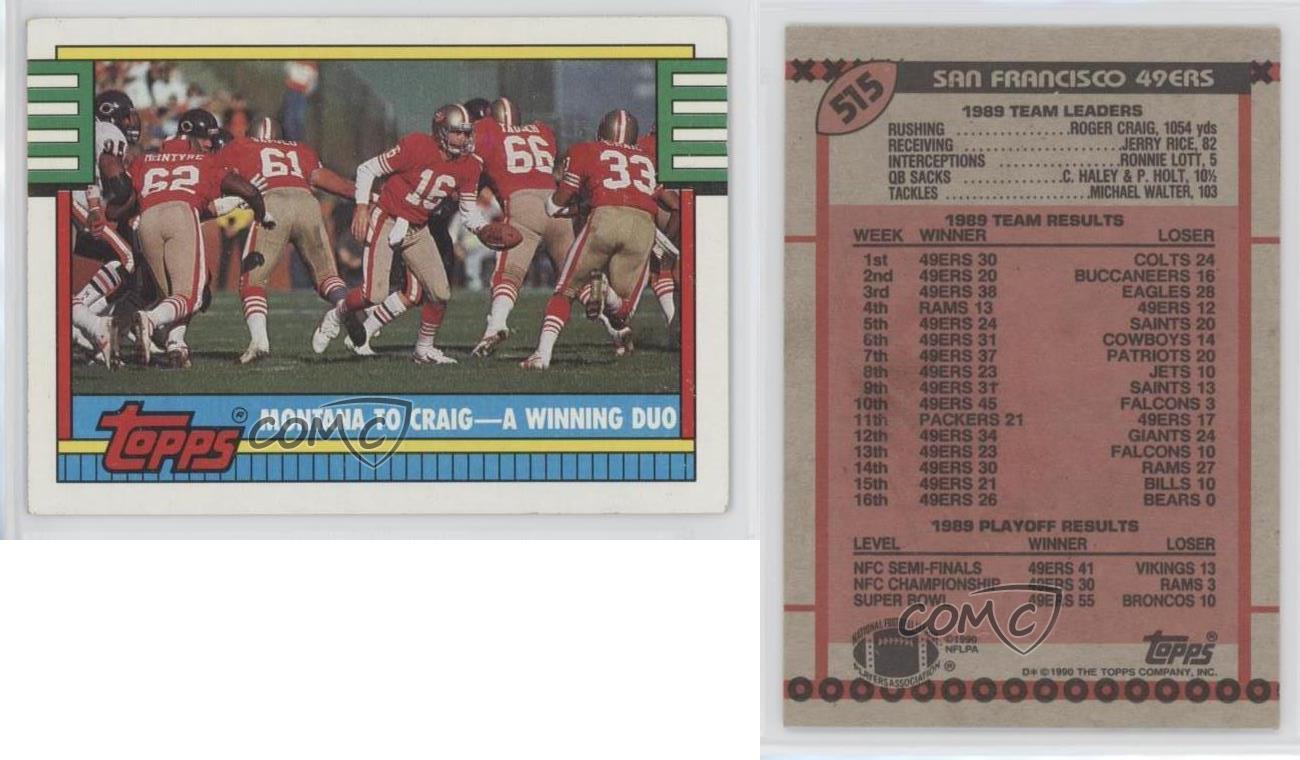 McINTYRE
62
61
16
66
33
topps ®
MONTANA TO CRAIG—A WINNING DUO
COMC
515
SAN FRANCISCO 49ERS
1989 TEAM LEADERS
RUSHING .................ROGER CRAIG, 1054 yds
RECEIVING .........................JERRY RICE, 82
INTERCEPTIONS ...................RONNIE LOTT, 5
QB SACKS .................C. HALEY & P. HOLT, 10½
TACKLES ......................MICHAEL WALTER, 103
1989 TEAM RESULTS
WEEK WINNER LOSER
1st 49ERS 30 COLTS 24
2nd 49ERS 20 BUCCANEERS 16
3rd 49ERS 38 EAGLES 28
4th RAMS 13 49ERS 12
5th 49ERS 24 SAINTS 20
6th 49ERS 31 COWBOYS 14
7th 49ERS 37 PATRIOTS 20
8th 49ERS 23 JETS 10
9th 49ERS 31 SAINTS 13
10th 49ERS 45 FALCONS 3
11th PACKERS 21 49ERS 17
12th 49ERS 34 GIANTS 24
13th 49ERS 23 FALCONS 10
14th 49ERS 30 RAMS 27
15th 49ERS 21 BILLS 10
16th 49ERS 26 BEARS 0
1989 PLAYOFF RESULTS
LEVEL WINNER LOSER
NFC SEMI-FINALS 49ERS 41 VIKINGS 13
NFC CHAMPIONSHIP 49ERS 30 RAMS 3
SUPER BOWL 49ERS 55 BRONCOS 10
COMC
NATIONAL FOOTBALL
PLAYERS ASSOCIATION ®
©1990
NFLPA
topps ®
D* ©1990 THE TOPPS COMPANY, INC.